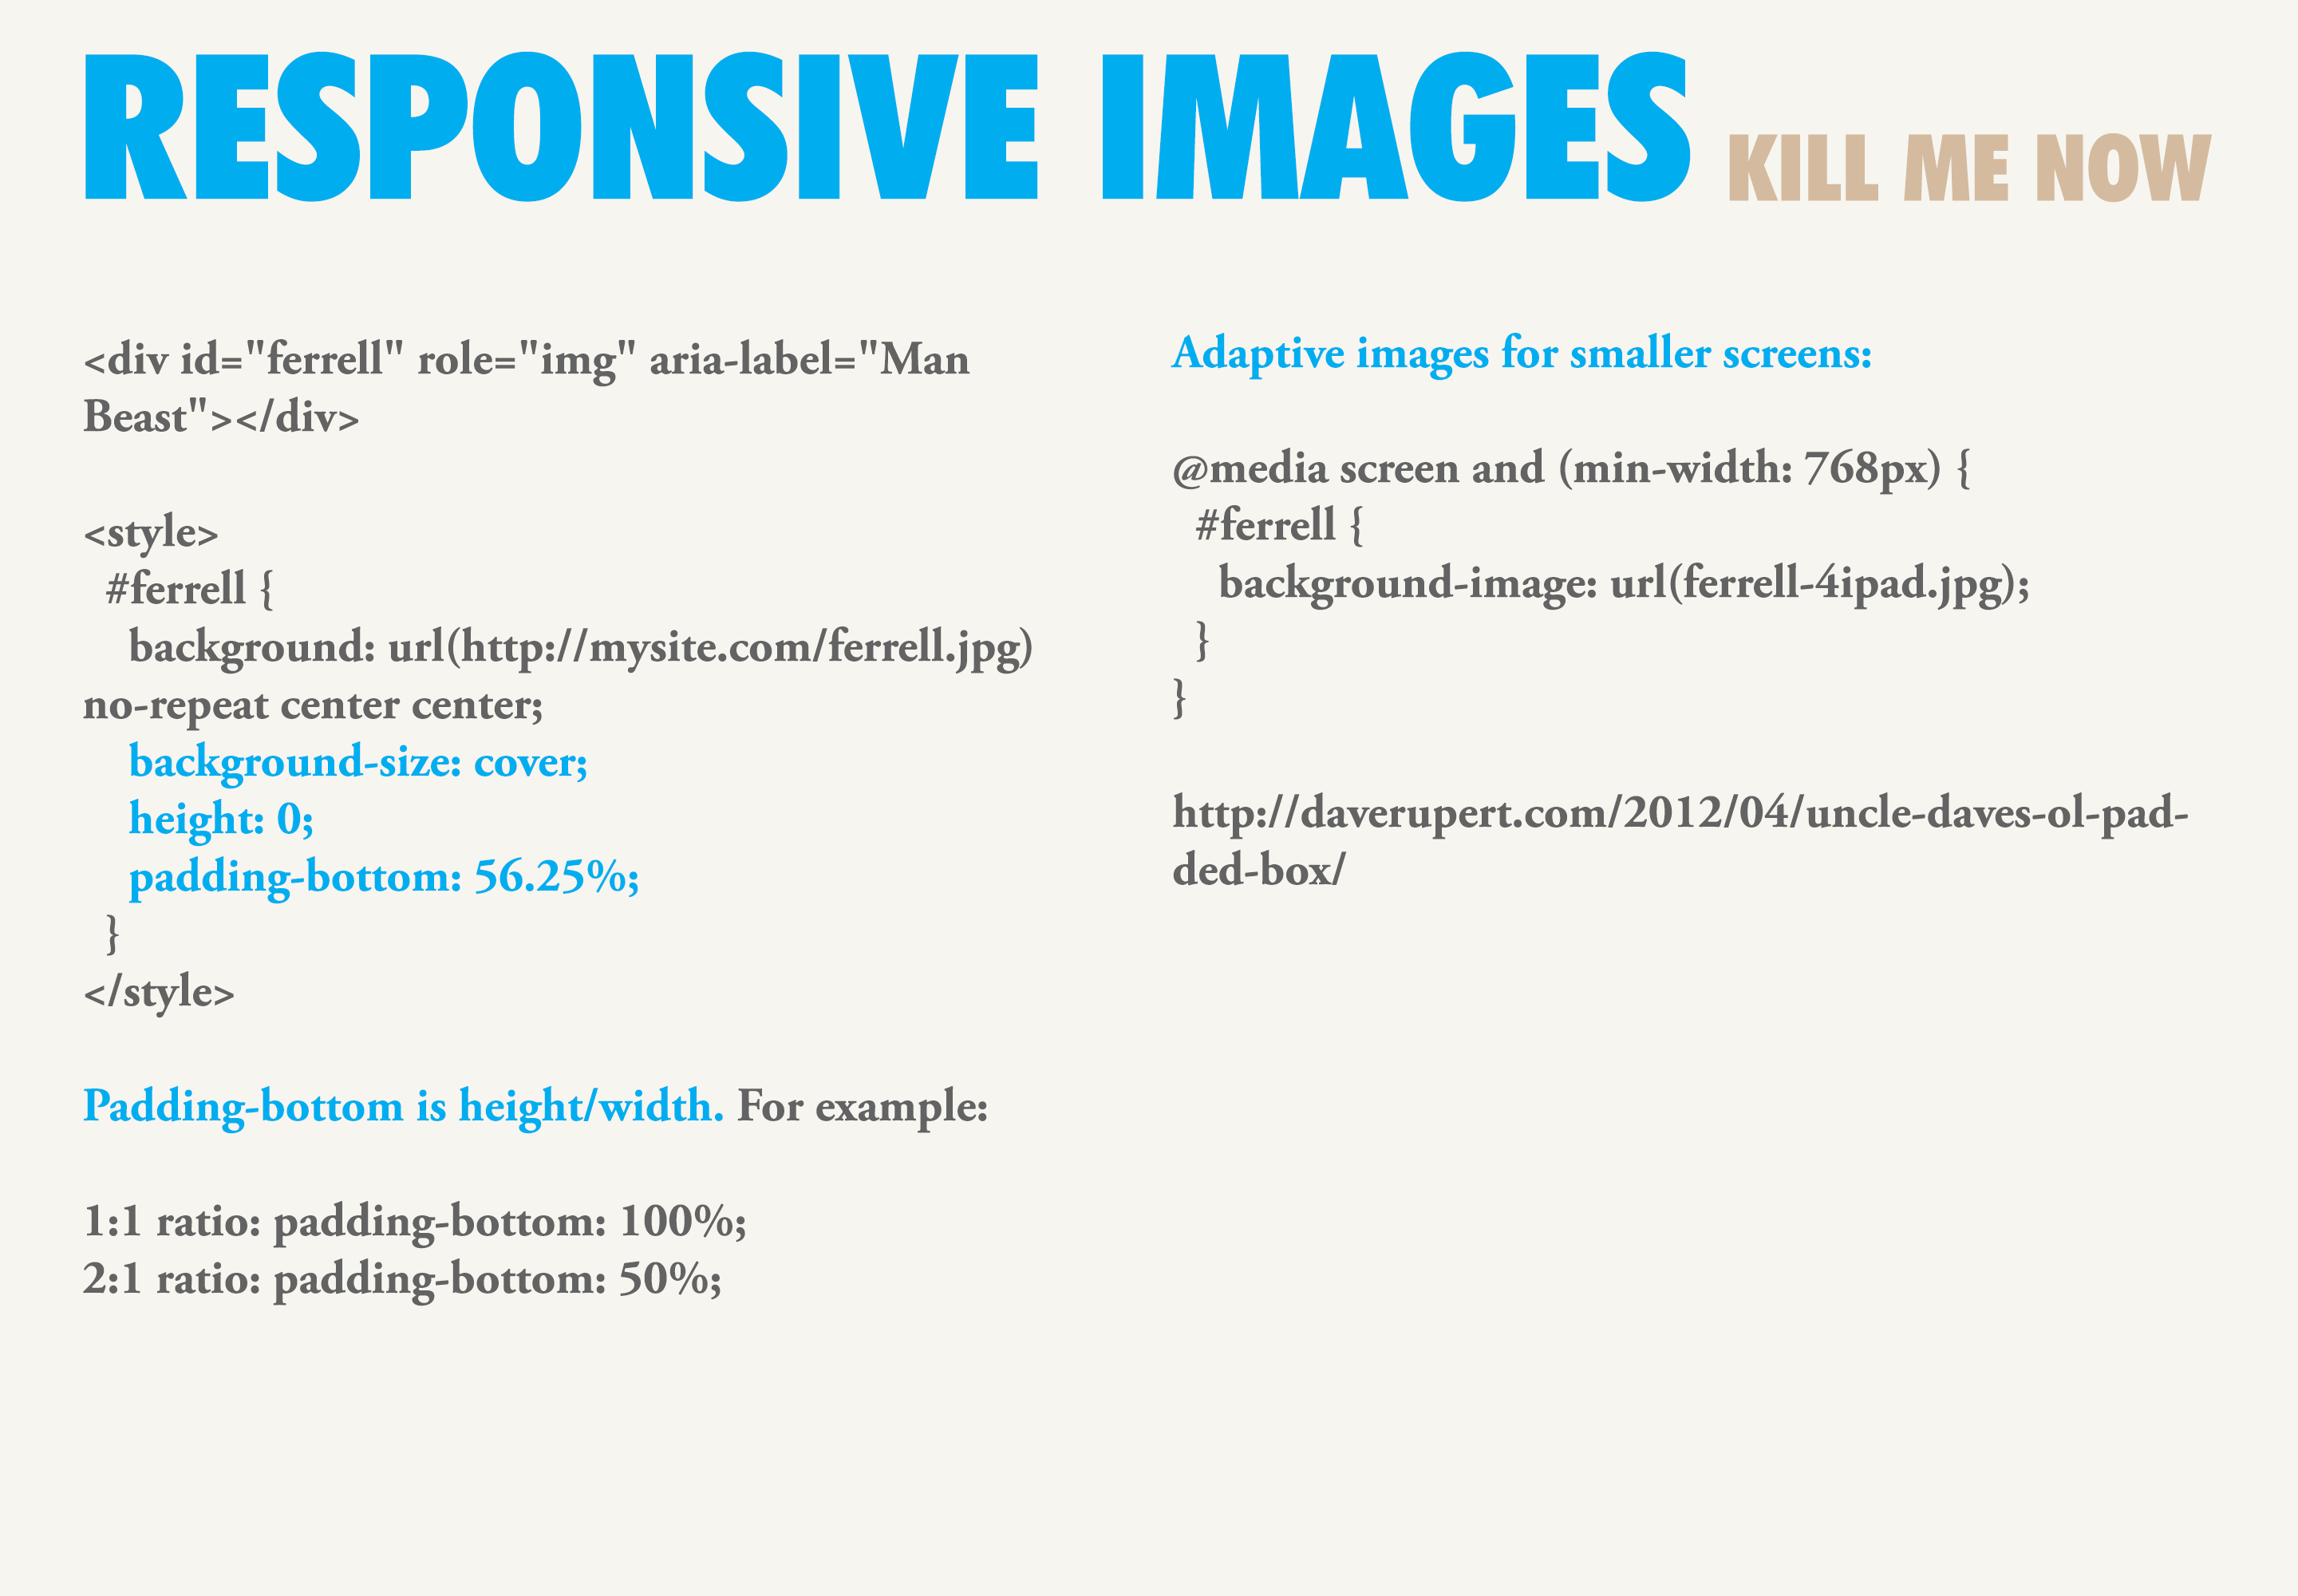 RESPONSIVE IMAGES KILL ME NOW
<div id="ferrell" role="img" aria-label="Man
Beast"></div>
<style>
#ferrell {
background: url(http://mysite.com/ferrell.jpg)
no-repeat center center;
background-size: cover;
height: 0;
padding-bottom: 56.25%;
}
</style>
Padding-bottom is height/width. For example:
1:1 ratio: padding-bottom: 100%;
2:1 ratio: padding-bottom: 50%;
Adaptive images for smaller screens:
@media screen and (min-width: 768px) {
#ferrell {
background-image: url(ferrell-4ipad.jpg);
}
}
http://daverupert.com/2012/04/uncle-daves-ol-pad-
ded-box/